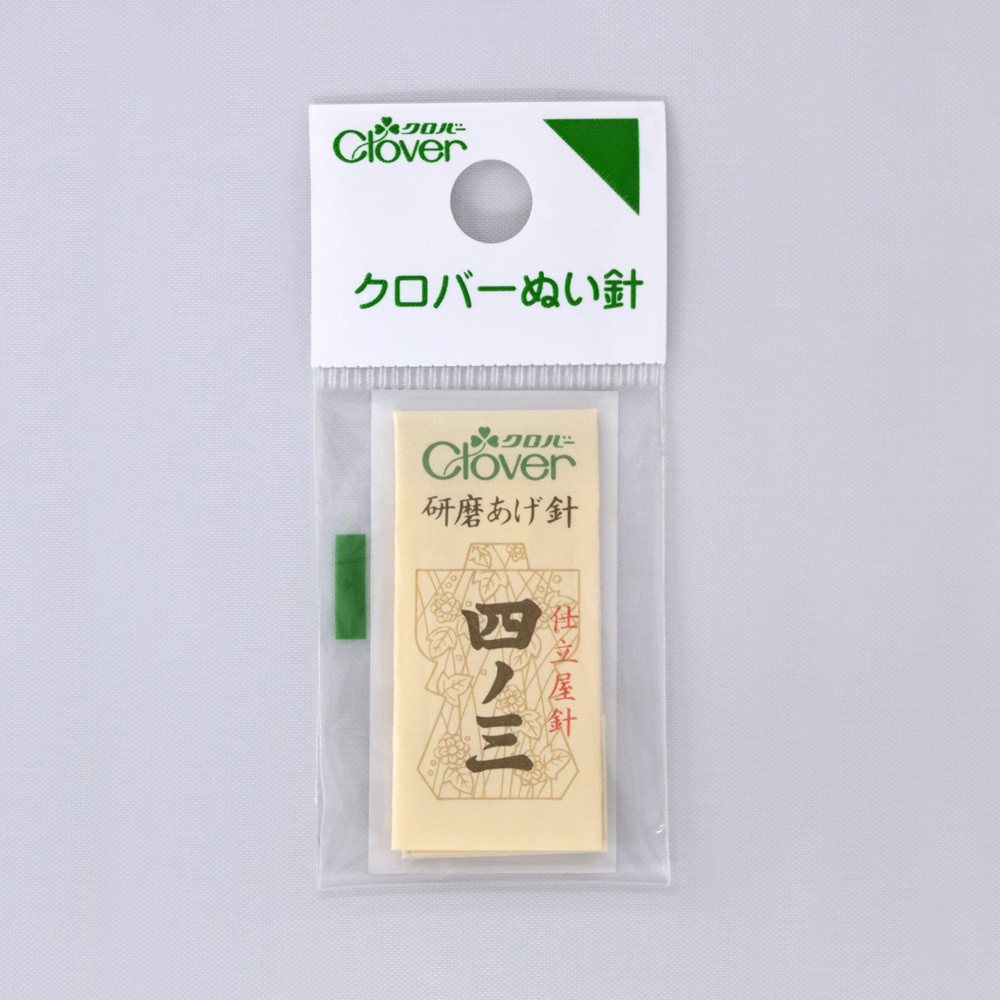 クロバー
Clover
クロバーぬい針
クロバー
Clover
研磨あげ針
四ノ三
仕立屋針